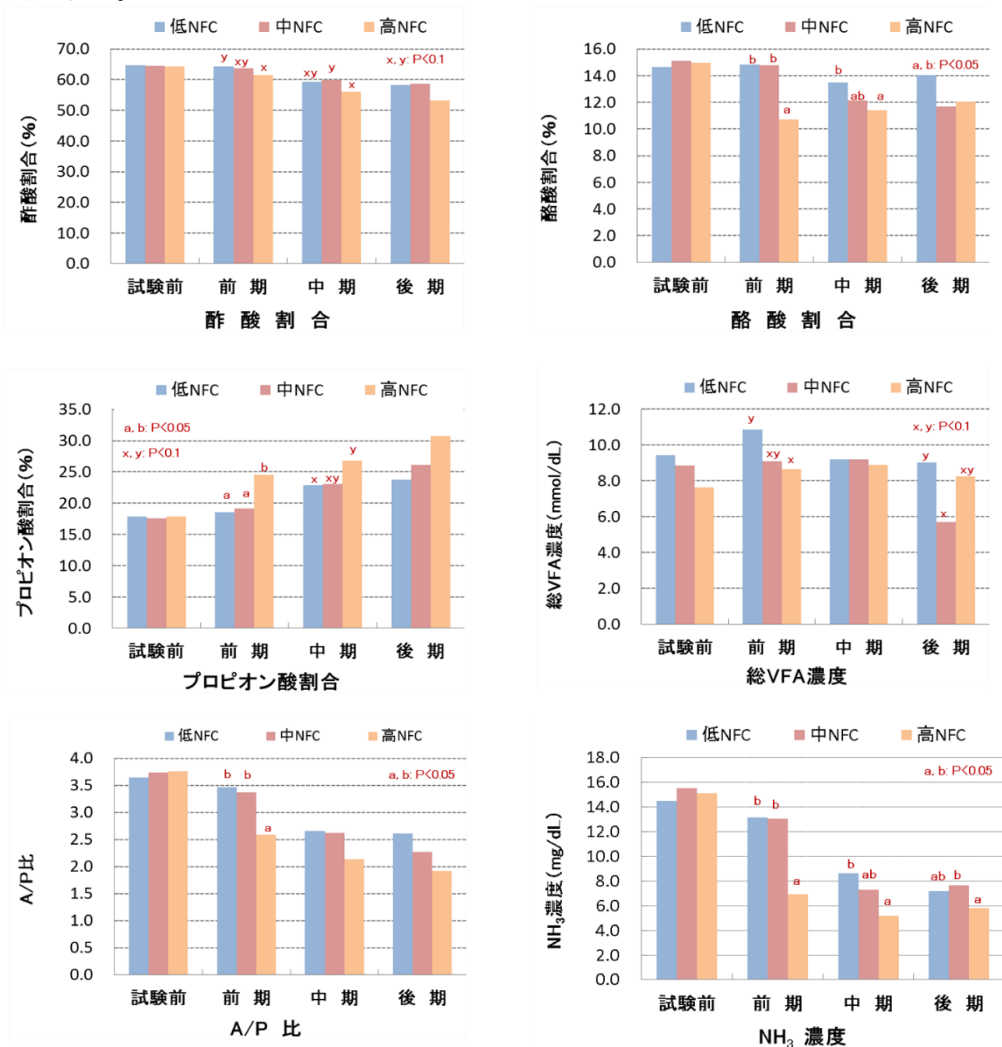 低NFC 中NFC 高NFC
70.0
60.0
50.0
40.0
30.0
20.0
10.0
0.0
酢酸割合(%)
y xy x
xy y x
x, y: P<0.1
試験前 前 期 中 期 後 期
酢 酸 割 合
低NFC 中NFC 高NFC
16.0
14.0
12.0
10.0
8.0
6.0
4.0
2.0
0.0
酪酸割合(%)
b b a
b ab a
a, b: P<0.05
試験前 前 期 中 期 後 期
酪 酸 割 合
低NFC 中NFC 高NFC
35.0
30.0
25.0
20.0
15.0
10.0
5.0
0.0
プロピオン酸割合(%)
a, b: P<0.05
x, y: P<0.1
a a b
x xy y
試験前 前 期 中 期 後 期
プロピオン酸割合
低NFC 中NFC 高NFC
12.0
10.0
8.0
6.0
4.0
2.0
0.0
総VFA濃度(mmol/dL)
y xy x
x, y: P<0.1
y x xy
試験前 前 期 中 期 後 期
総VFA濃度
低NFC 中NFC 高NFC
4.0
3.5
3.0
2.5
2.0
1.5
1.0
0.5
0.0
A/P比
b b a
a, b: P<0.05
試験前 前 期 中 期 後 期
A/P 比
低NFC 中NFC 高NFC
18.0
16.0
14.0
12.0
10.0
8.0
6.0
4.0
2.0
0.0
NH₃濃度(mg/dL)
a, b: P<0.05
b b a
b ab a
ab b a
試験前 前 期 中 期 後 期
NH₃ 濃度